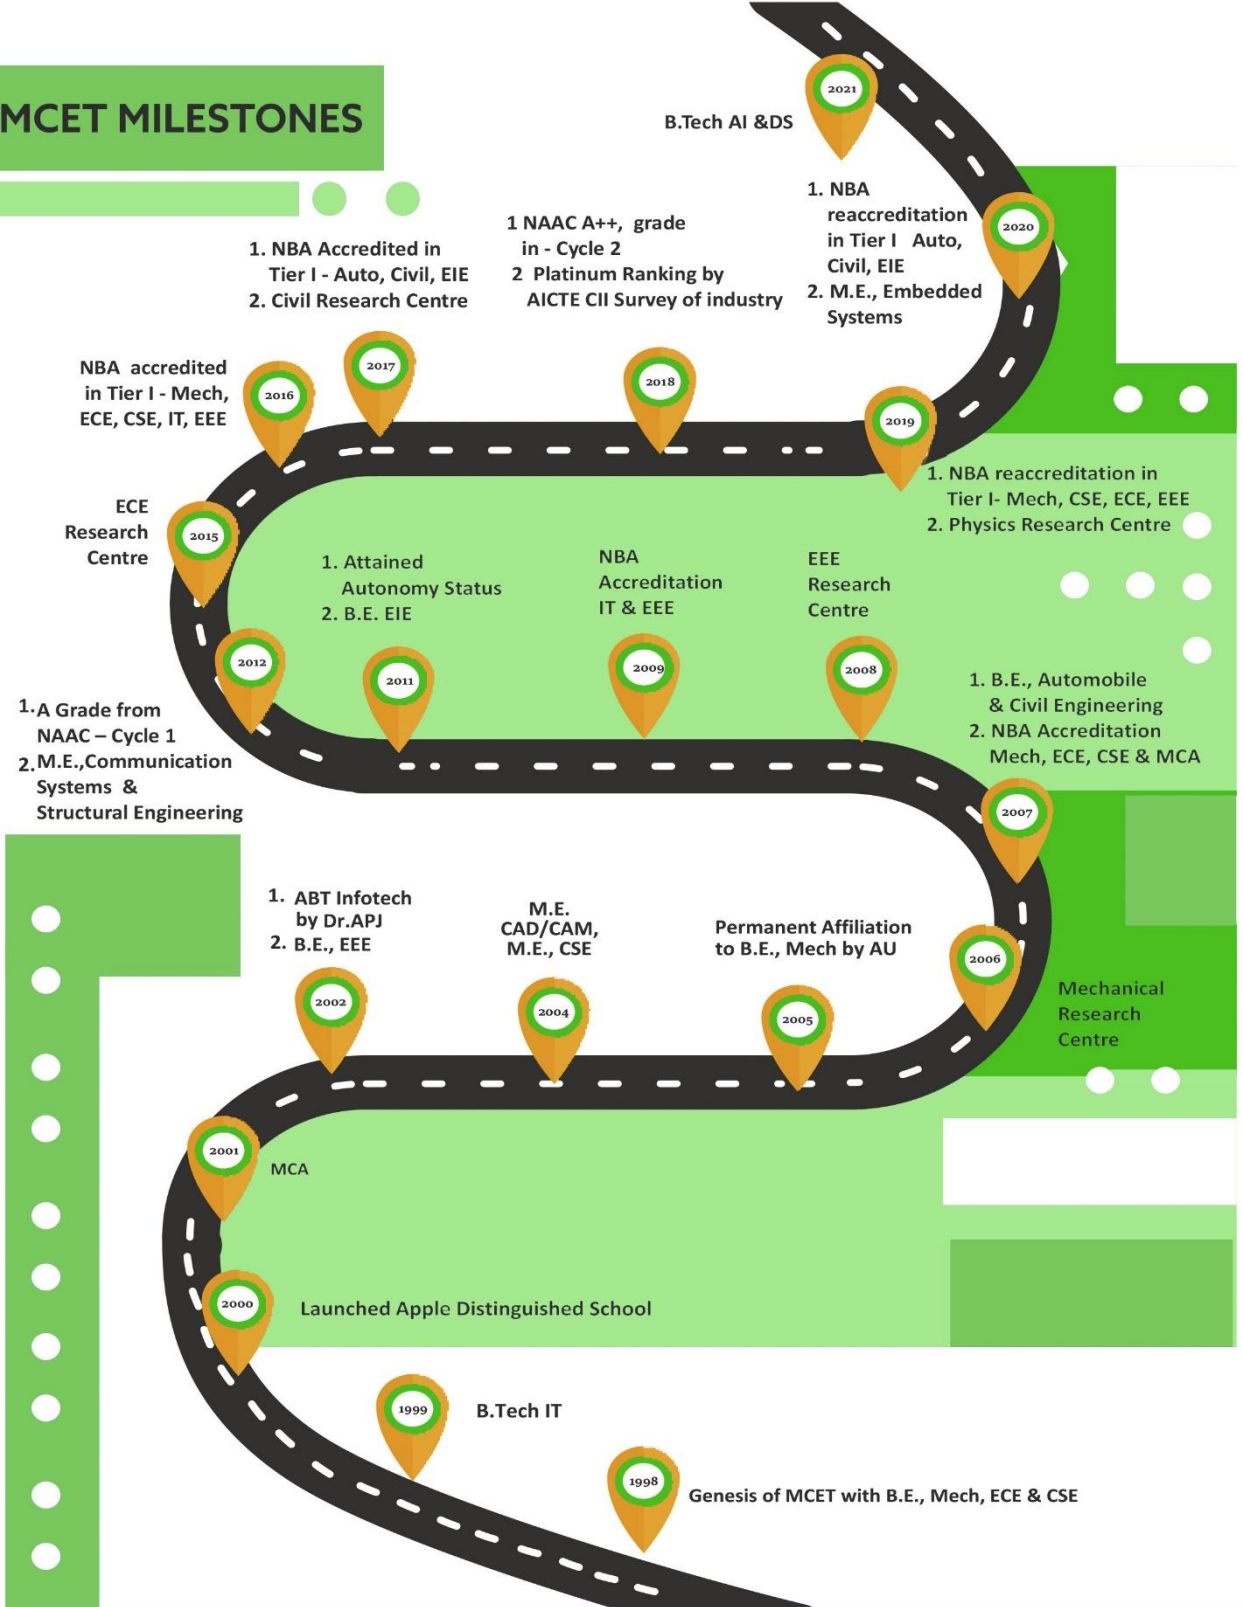 MCET MILESTONES
2021
B.Tech AI &DS
2020
1. NBA
reaccreditation
in Tier I Auto,
Civil, EIE
2. M.E., Embedded
Systems
1 NAAC A++, grade
in - Cycle 2
2 Platinum Ranking by
AICTE CII Survey of industry
1. NBA Accredited in
Tier I - Auto, Civil, EIE
2. Civil Research Centre
NBA accredited
in Tier I - Mech,
ECE, CSE, IT, EEE
2016
2017
2018
2019
1. NBA reaccreditation in
Tier I- Mech, CSE, ECE, EEE
2. Physics Research Centre
ECE
Research
Centre
2015
1. Attained
Autonomy Status
2. B.E. EIE
NBA
Accreditation
IT & EEE
EEE
Research
Centre
2012
2011
2009
2008
1. A Grade from
NAAC – Cycle 1
2. M.E.,Communication
Systems &
Structural Engineering
1. B.E., Automobile
& Civil Engineering
2. NBA Accreditation
Mech, ECE, CSE & MCA
2007
1. ABT Infotech
by Dr.APJ
2. B.E., EEE
M.E.
CAD/CAM,
M.E., CSE
Permanent Affiliation
to B.E., Mech by AU
2002
2004
2005
2006
Mechanical
Research
Centre
2001
MCA
2000
Launched Apple Distinguished School
1999
B.Tech IT
1998
Genesis of MCET with B.E., Mech, ECE & CSE